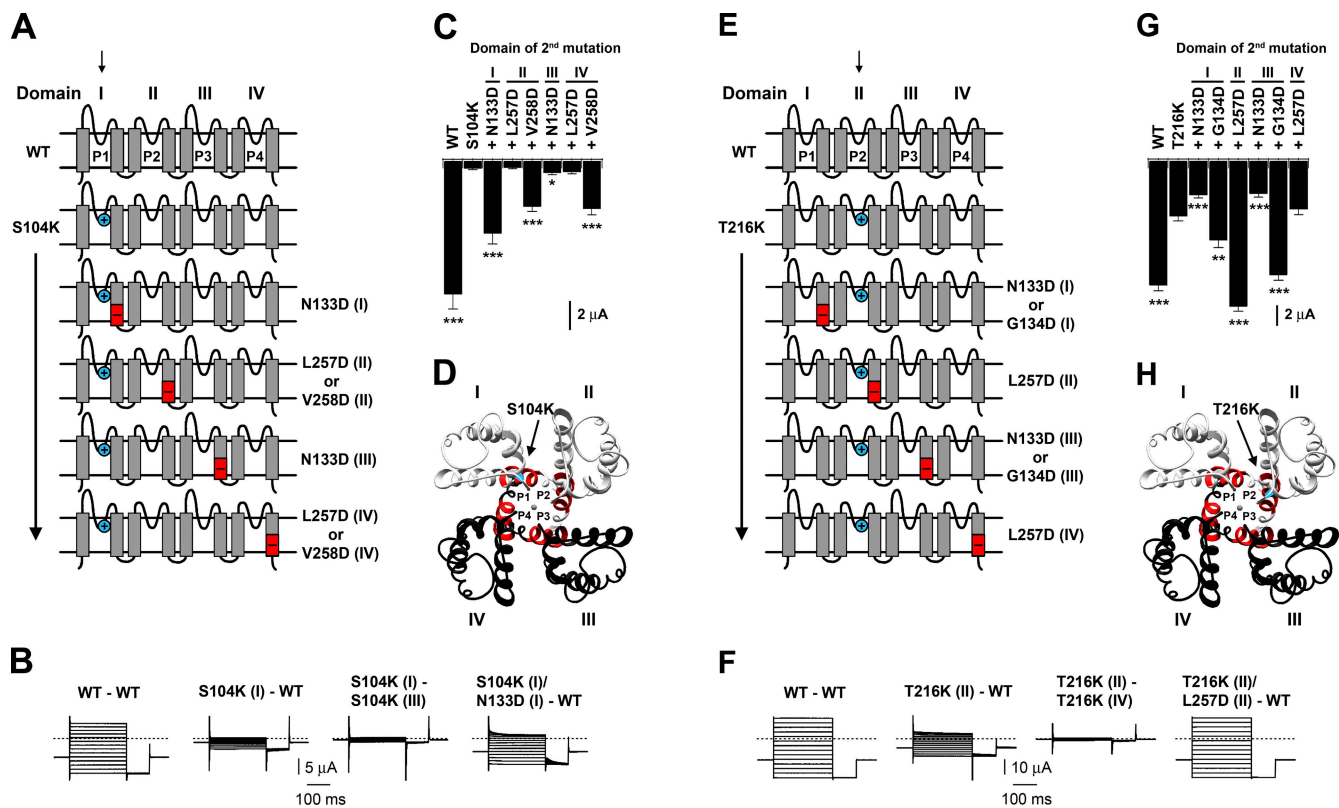 A
Domain I II III IV
WT P1 P2 P3 P4
+
S104K
+ N133D (I)
L257D (II)
or
V258D (II)
+ N133D (III)
+ L257D (IV)
or
V258D (IV)
B
WT - WT
S104K (I) - WT
S104K (I) -
S104K (III)
S104K (I)/
N133D (I) - WT
5 μA
100 ms
C
Domain of 2nd mutation
I II III IV
WT
S104K
+ N133D
+ L257D
+ V258D
+ N133D
+ L257D
+ V258D
***
***
***
*
***
2 μA
D
I II
S104K
P1 P2
P4 P3
IV III
E
Domain I II III IV
WT P1 P2 P3 P4
+
T216K
+ N133D (I)
or
G134D (I)
+ L257D (II)
+ N133D (III)
or
G134D (III)
+ L257D (IV)
F
WT - WT
T216K (II) - WT
T216K (II) -
T216K (IV)
T216K (II)/
L257D (II) - WT
10 μA
100 ms
G
Domain of 2nd mutation
I II III IV
WT
T216K
+ N133D
+ G134D
+ L257D
+ N133D
+ G134D
+ L257D
***
***
**
***
***
***
2 μA
H
I II
T216K
P1 P2
P4 P3
IV III